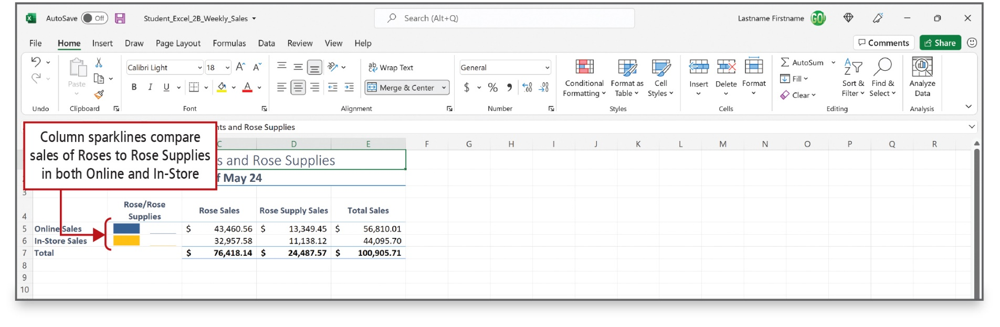 AutoSave Off Student_Excel_2B_Weekly_Sales Search (Alt+Q) Lastname Firstname GO
File Home Insert Draw Page Layout Formulas Data Review View Help Comments Share
Calibri Light 18 A^ A˅ ab Wrap Text General AutoSum
Paste B I U A Merge & Center $ % 9 Conditional Formatting Format as Table Cell Styles Insert Delete Format Fill Clear Sort & Filter Find & Select Analyze Data
Undo Clipboard Font Alignment Number Styles Cells Editing Analysis
and Rose Supplies
Column sparklines compare
sales of Roses to Rose Supplies
in both Online and In-Store
C D E F G H I J K L M N O P Q R
s and Rose Supplies
May 24
3
Rose/Rose
Supplies
4 Rose Sales Rose Supply Sales Total Sales
5 Online Sales $ 43,460.56 $ 13,349.45 $ 56,810.01
6 In-Store Sales 32,957.58 11,138.12 44,095.70
7 Total $ 76,418.14 $ 24,487.57 $ 100,905.71
8
9
10